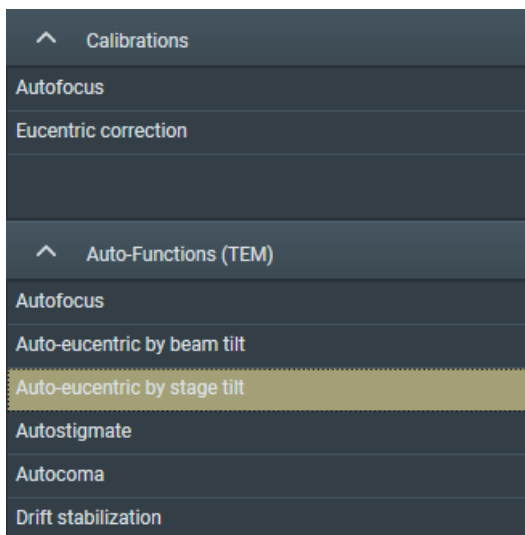 Calibrations
Autofocus
Eucentric correction
Auto-Functions (TEM)
Autofocus
Auto-eucentric by beam tilt
Auto-eucentric by stage tilt
Autostigmate
Autocoma
Drift stabilization